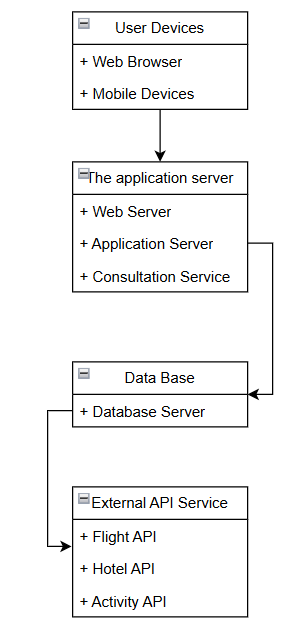 User Devices
+ Web Browser
+ Mobile Devices
The application server
+ Web Server
+ Application Server
+ Consultation Service
Data Base
+ Database Server
External API Service
+ Flight API
+ Hotel API
+ Activity API